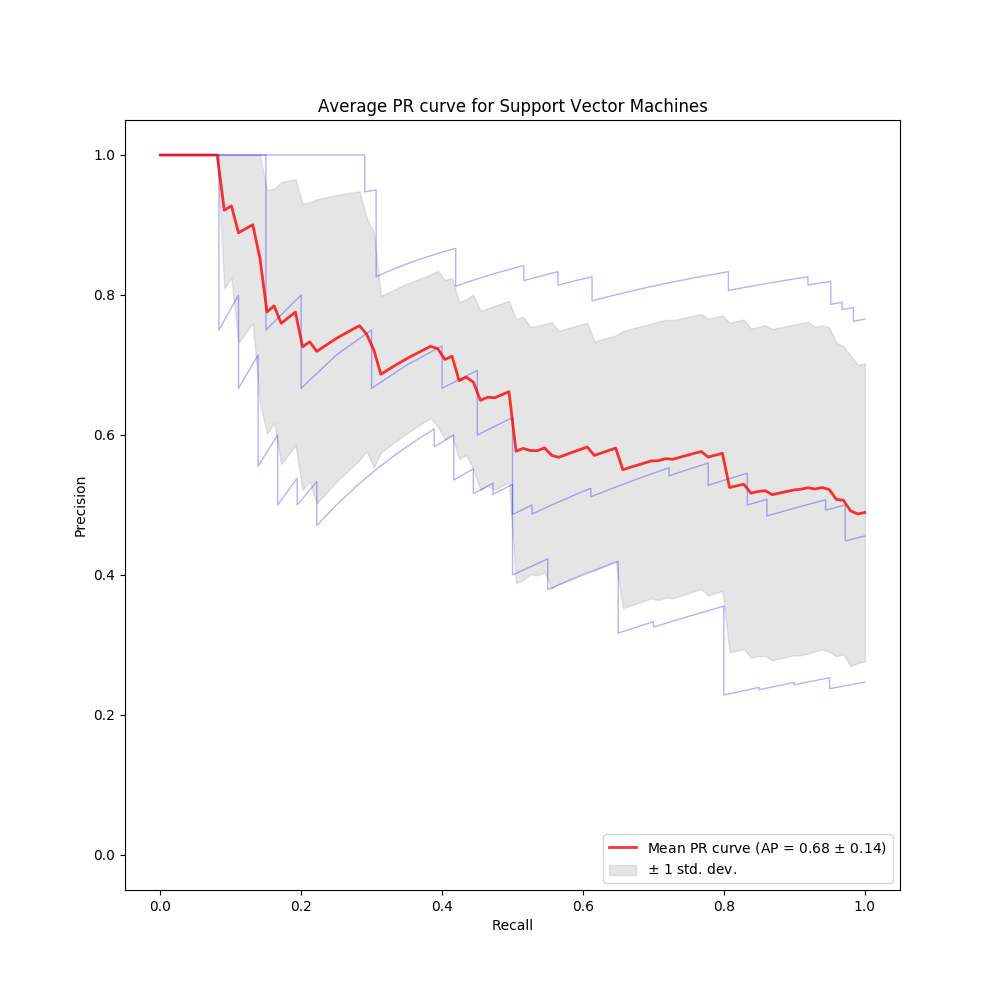 Average PR curve for Support Vector Machines
1.0
0.8
0.6
0.4
0.2
0.0
Precision
0.0 0.2 0.4 0.6 0.8 1.0
Recall
Mean PR curve (AP = 0.68 ± 0.14)
± 1 std. dev.